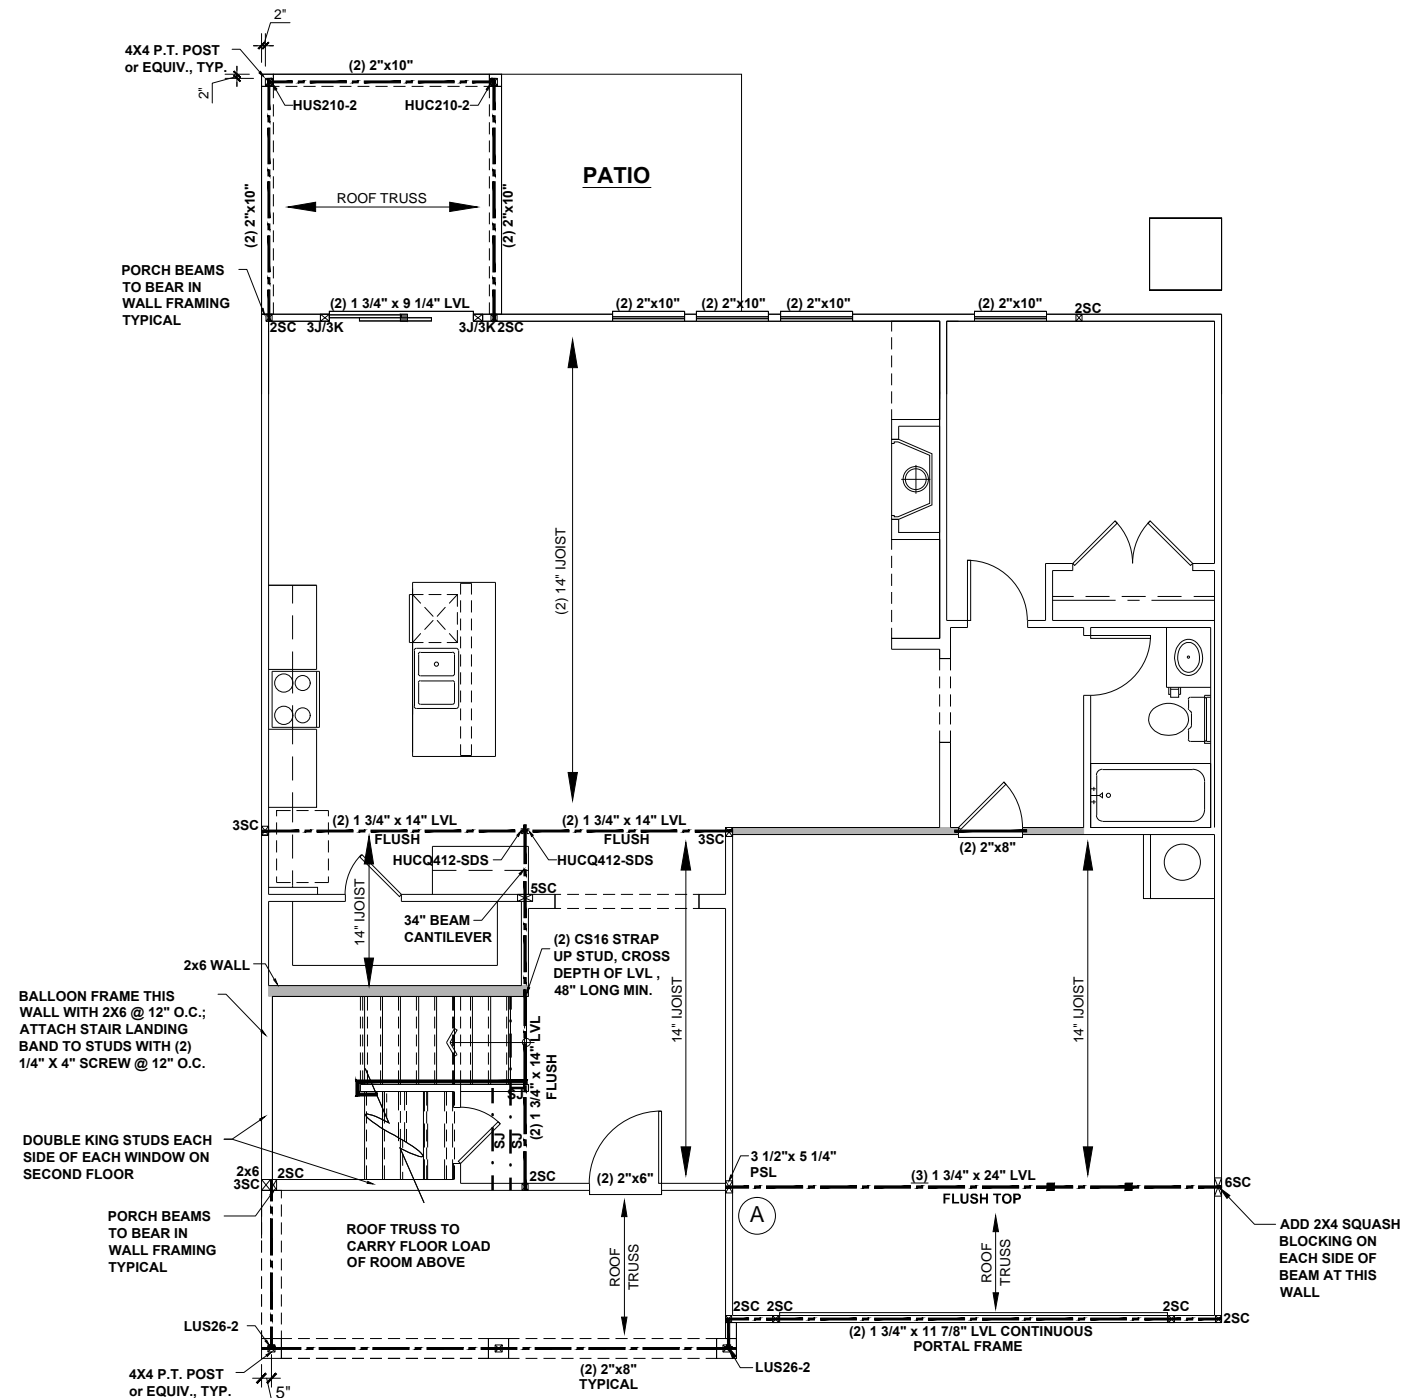 2"
4X4 P.T. POST
or EQUIV., TYP.
(2) 2"x10"
2"
HUS210-2
HUC210-2
PATIO
ROOF TRUSS
(2) 2"x10"
(2) 2"x10"
PORCH BEAMS
TO BEAR IN
WALL FRAMING
TYPICAL
(2) 1 3/4" x 9 1/4" LVL
(2) 2"x10"
(2) 2"x10"
(2) 2"x10"
(2) 2"x10"
2SC
3J/3K
3J/3K
2SC
2SC
(2) 14" IJOIST
3SC
(2) 1 3/4" x 14" LVL
FLUSH
(2) 1 3/4" x 14" LVL
FLUSH
3SC
(2) 2"x8"
HUCQ412-SDS
HUCQ412-SDS
5SC
14" IJOIST
34" BEAM
CANTILEVER
(2) CS16 STRAP
UP STUD, CROSS
DEPTH OF LVL ,
48" LONG MIN.
2x6 WALL
14" IJOIST
14" IJOIST
BALLOON FRAME THIS
WALL WITH 2X6 @ 12" O.C.;
ATTACH STAIR LANDING
BAND TO STUDS WITH (2)
1/4" X 4" SCREW @ 12" O.C.
(2) 1 3/4" x 14" LVL
FLUSH
SJ
SJ
SJ
DOUBLE KING STUDS EACH
SIDE OF EACH WINDOW ON
SECOND FLOOR
2x6
3SC
2SC
2SC
(2) 2"x6"
3 1/2"x 5 1/4"
PSL
(3) 1 3/4" x 24" LVL
FLUSH TOP
6SC
A
PORCH BEAMS
TO BEAR IN
WALL FRAMING
TYPICAL
ROOF TRUSS TO
CARRY FLOOR LOAD
OF ROOM ABOVE
ROOF
TRUSS
ROOF
TRUSS
ADD 2X4 SQUASH
BLOCKING ON
EACH SIDE OF
BEAM AT THIS
WALL
2SC
2SC
2SC
2SC
(2) 1 3/4" x 11 7/8" LVL CONTINUOUS
PORTAL FRAME
LUS26-2
LUS26-2
(2) 2"x8"
TYPICAL
4X4 P.T. POST
or EQUIV., TYP.
5"